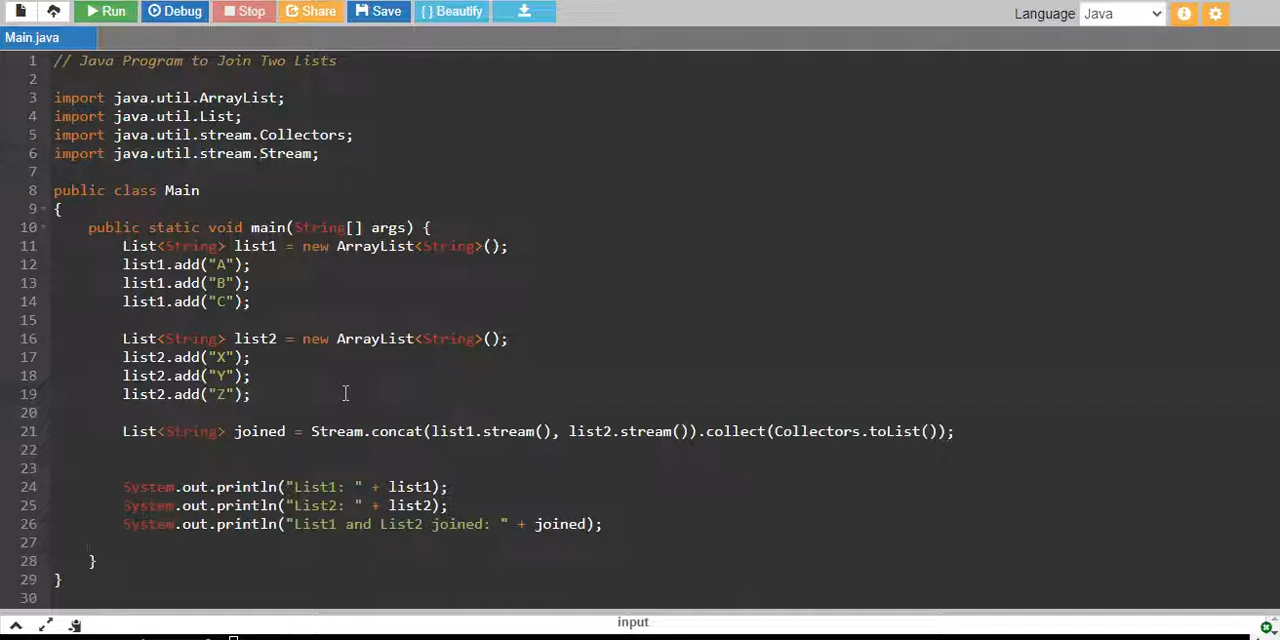 Run Debug Stop Share Save { } Beautify Language Java
Main.java
1 // Java Program to Join Two Lists
2
3 import java.util.ArrayList;
4 import java.util.List;
5 import java.util.stream.Collectors;
6 import java.util.stream.Stream;
7
8 public class Main
9 {
10 public static void main(String[] args) {
11 List<String> list1 = new ArrayList<String>();
12 list1.add("A");
13 list1.add("B");
14 list1.add("C");
15
16 List<String> list2 = new ArrayList<String>();
17 list2.add("X");
18 list2.add("Y");
19 list2.add("Z");
20
21 List<String> joined = Stream.concat(list1.stream(), list2.stream()).collect(Collectors.toList());
22
23
24 System.out.println("List1: " + list1);
25 System.out.println("List2: " + list2);
26 System.out.println("List1 and List2 joined: " + joined);
27
28 }
29 }
30
input